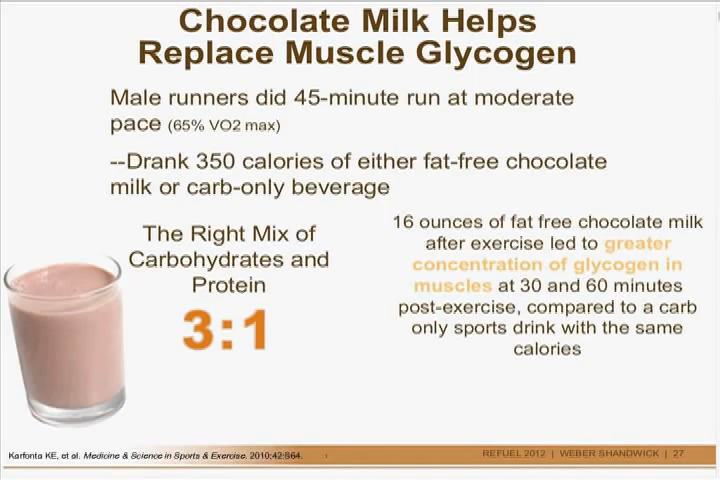 Chocolate Milk Helps
Replace Muscle Glycogen
Male runners did 45-minute run at moderate
pace (65% VO2 max)
--Drank 350 calories of either fat-free chocolate
milk or carb-only beverage
The Right Mix of
Carbohydrates and
Protein
3:1
16 ounces of fat free chocolate milk
after exercise led to greater
concentration of glycogen in
muscles at 30 and 60 minutes
post-exercise, compared to a carb
only sports drink with the same
calories
Karfonta KE, et al. Medicine & Science in Sports & Exercise. 2010;42:S64.
REFUEL 2012 | WEBER SHANDWICK | 27